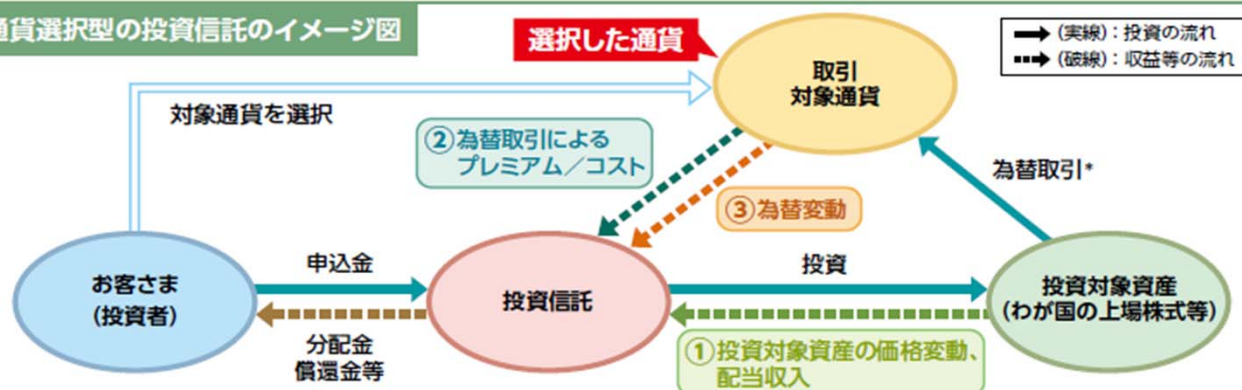 通貨選択型の投資信託のイメージ図
選択した通貨
(実線):投資の流れ
(破線):収益等の流れ
取引
対象通貨
対象通貨を選択
②為替取引による
プレミアム/コスト
為替取引*
③為替変動
お客さま
(投資者)
申込金
分配金
償還金等
投資信託
投資
①投資対象資産の価格変動、
配当収入
投資対象資産
(わが国の上場株式等)